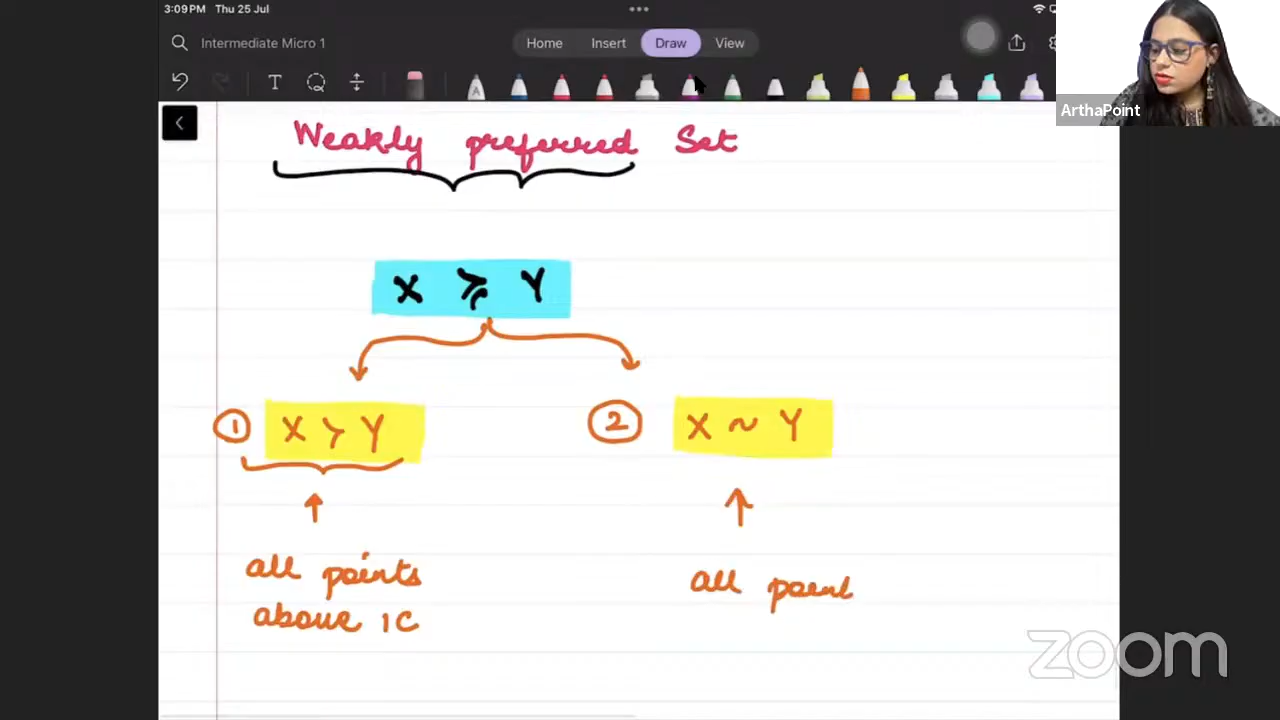 3:09 PM Thu 25 Jul
Intermediate Micro 1
Home Insert Draw View
T
A
ArthaPoint
Weakly preferred Set
X ≽ Y
① X ≻ Y
② X ~ Y
all points
above IC
all point
zoom